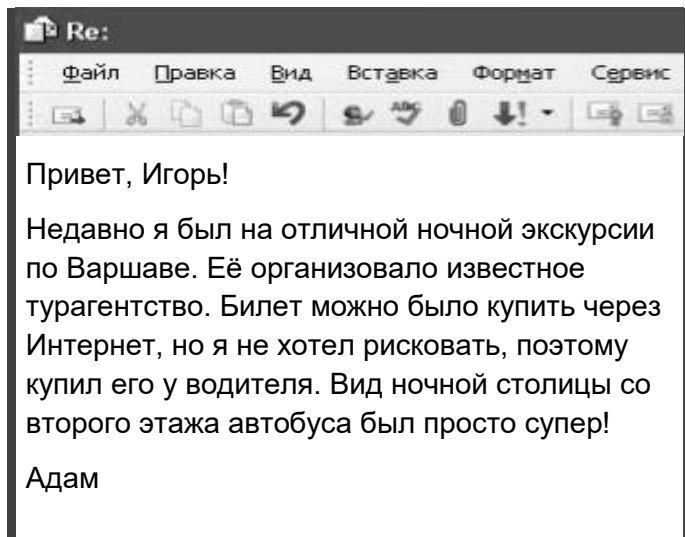 Re:
Файл Правка Вид Вставка Формат Сервис
Привет, Игорь!
Недавно я был на отличной ночной экскурсии
по Варшаве. Её организовало известное
турагентство. Билет можно было купить через
Интернет, но я не хотел рисковать, поэтому
купил его у водителя. Вид ночной столицы со
второго этажа автобуса был просто супер!
Адам